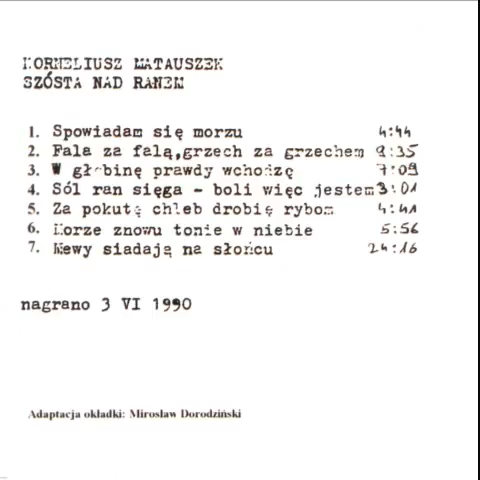 KORNELIUSZ MATAUSZEK
SZÓSTA NAD RANEM
1. Spowiadam się morzu 4:44
2. Fala za falą,grzech za grzechem 8:35
3. W głębinę prawdy wchodzę 7:09
4. Sól ran sięga - boli więc jestem 3:01
5. Za pokutę chleb drobię rybom 4:41
6. Morze znowu tonie w niebie 5:56
7. Mewy siadają na słońcu 24:16
nagrano 3 VI 1990
Adaptacja okładki: Mirosław Dorodziński